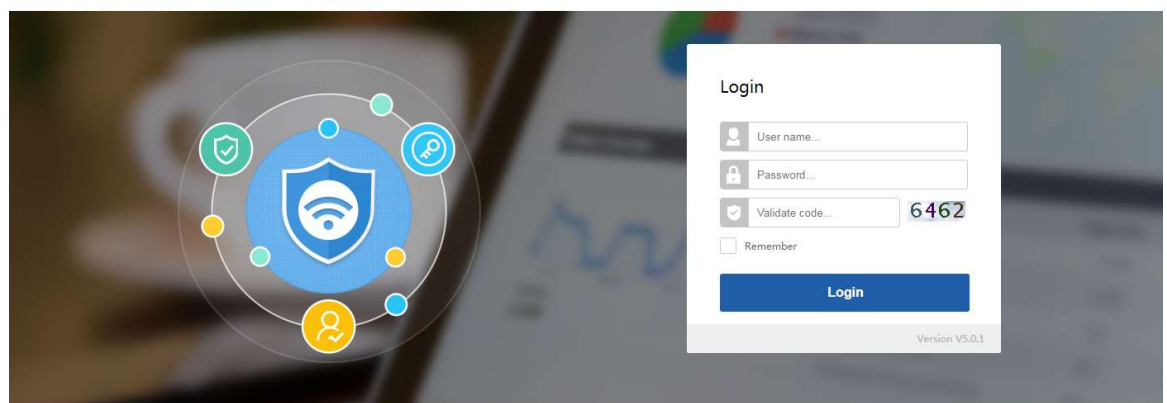 Login
User name...
Password...
Validate code...
6462
Remember
Login
Version V5.0.1